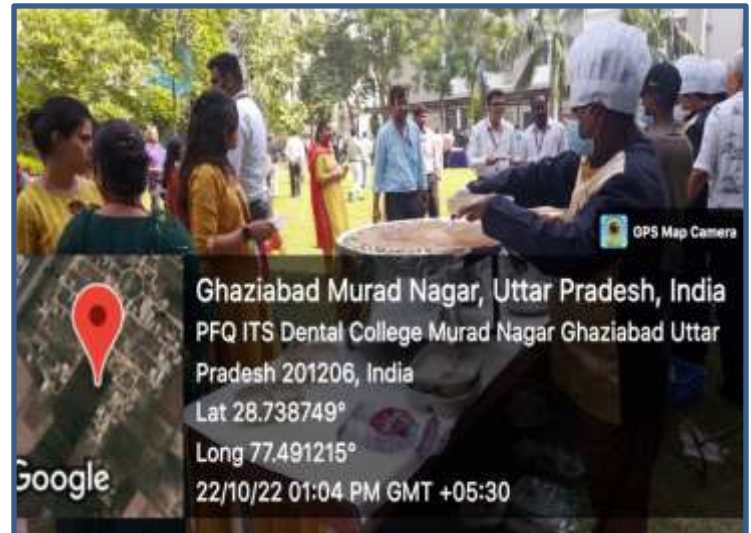 GPS Map Camera
Ghaziabad Murad Nagar, Uttar Pradesh, India
PFQ ITS Dental College Murad Nagar Ghaziabad Uttar
Pradesh 201206, India
Lat 28.738749°
Long 77.491215°
22/10/22 01:04 PM GMT +05:30
Google